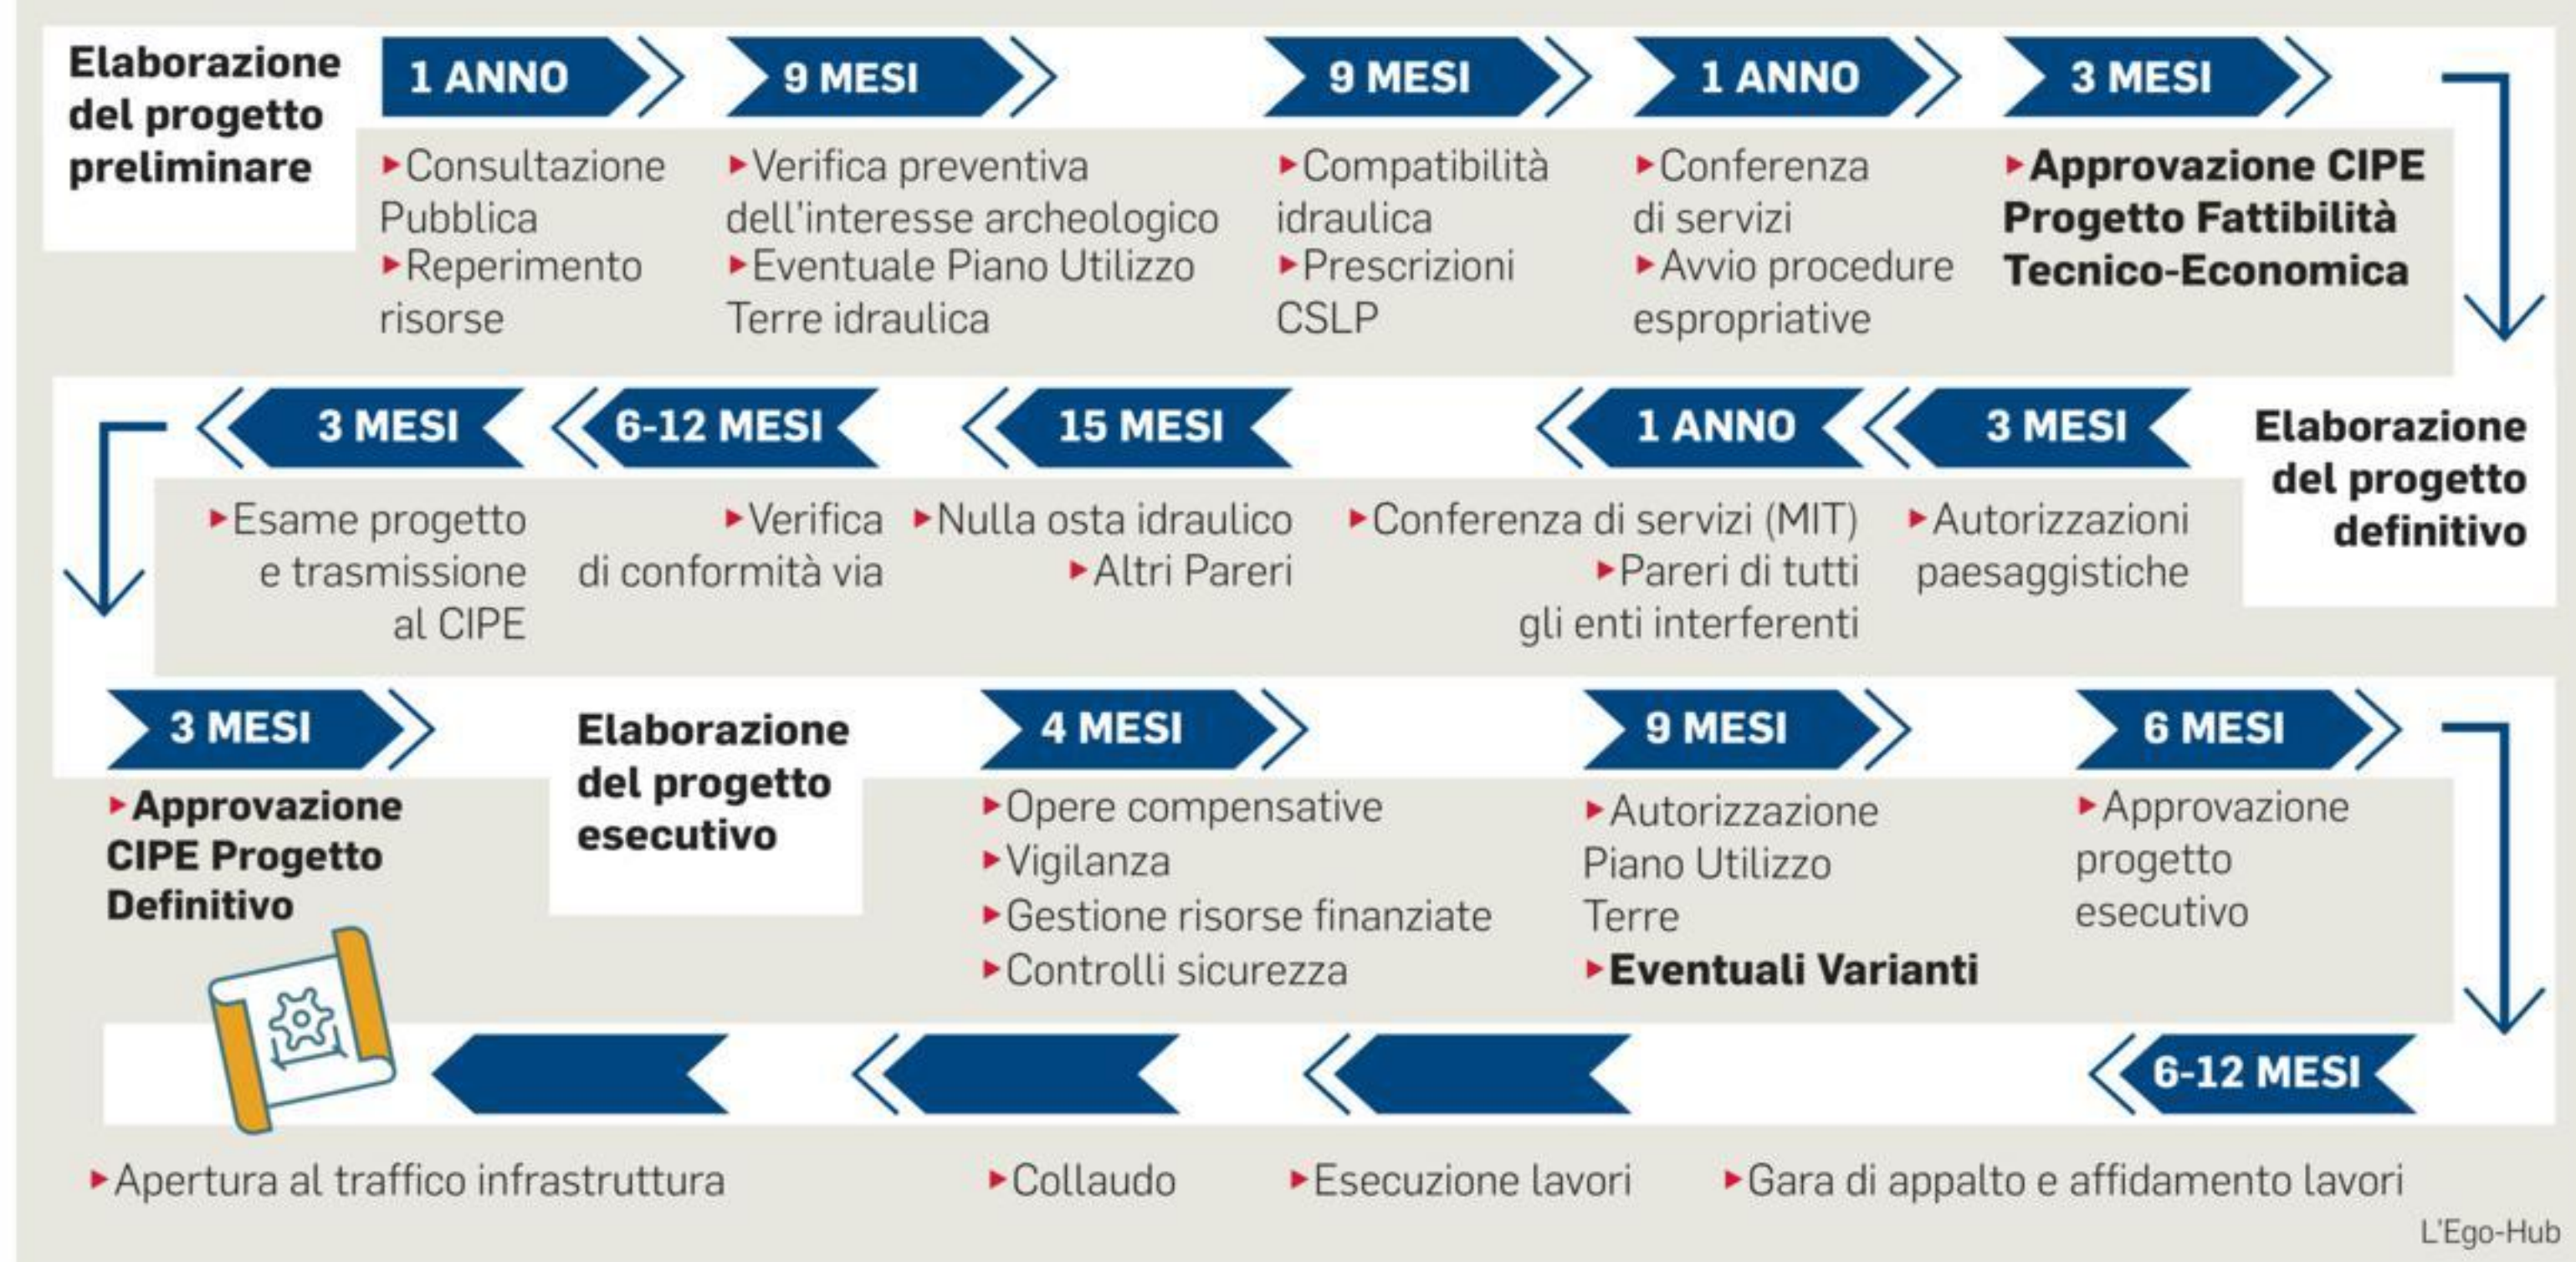 Elaborazione
del progetto
preliminare
1 ANNO
►Consultazione
Pubblica
►Reperimento
risorse
9 MESI
►Verifica preventiva
dell'interesse archeologico
►Eventuale Piano Utilizzo
Terre idraulica
9 MESI
►Compatibilità
idraulica
►Prescrizioni
CSLP
1 ANNO
►Conferenza
di servizi
►Avvio procedure
espropriative
3 MESI
►Approvazione CIPE
Progetto Fattibilità
Tecnico-Economica
Elaborazione
del progetto
definitivo
3 MESI
►Autorizzazioni
paesaggistiche
1 ANNO
►Conferenza di servizi (MIT)
►Pareri di tutti
gli enti interferenti
15 MESI
►Nulla osta idraulico
►Altri Pareri
6-12 MESI
►Verifica
di conformità via
3 MESI
►Esame progetto
e trasmissione
al CIPE
3 MESI
►Approvazione
CIPE Progetto
Definitivo
Elaborazione
del progetto
esecutivo
4 MESI
►Opere compensative
►Vigilanza
►Gestione risorse finanziate
►Controlli sicurezza
9 MESI
►Autorizzazione
Piano Utilizzo
Terre
►Eventuali Varianti
6 MESI
►Approvazione
progetto
esecutivo
6-12 MESI
►Gara di appalto e affidamento lavori
►Esecuzione lavori
►Collaudo
►Apertura al traffico infrastruttura
L'Ego-Hub